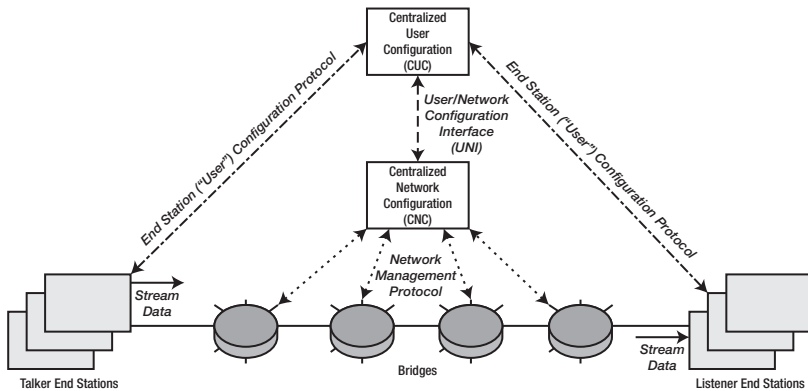 Centralized
User
Configuration
(CUC)
End Station ("User") Configuration Protocol
End Station ("User") Configuration Protocol
User/Network
Configuration
Interface
(UNI)
Centralized
Network
Configuration
(CNC)
Network
Management
Protocol
Stream
Data
Stream
Data
Talker End Stations
Bridges
Listener End Stations